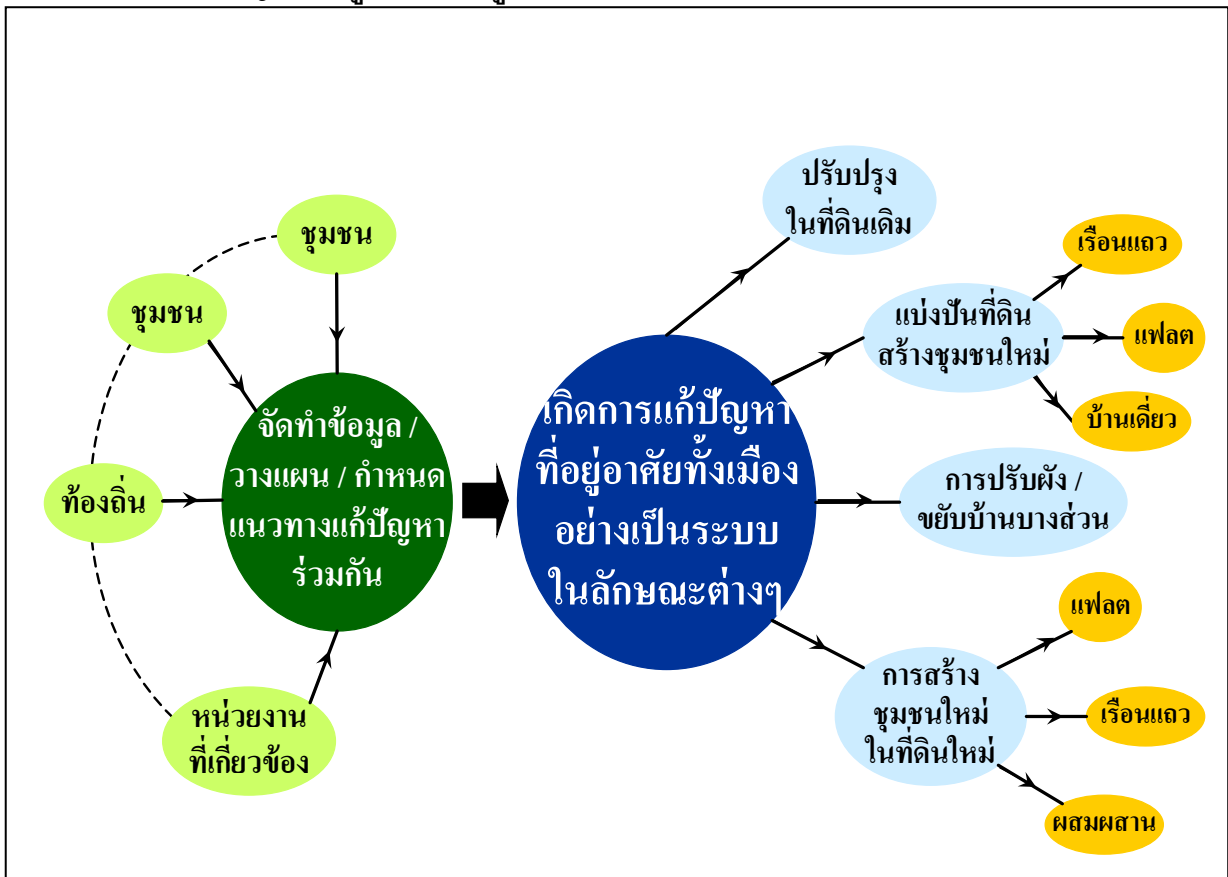 ชุมชน
ชุมชน
ท้องถิ่น
หน่วยงาน
ที่เกี่ยวข้อง
จัดทำข้อมูล /
วางแผน / กำหนด
แนวทางแก้ปัญหา
ร่วมกัน
เกิดการแก้ปัญหา
ที่อยู่อาศัยทั้งเมือง
อย่างเป็นระบบ
ในลักษณะต่างๆ
ปรับปรุง
ในที่ดินเดิม
แบ่งปันที่ดิน
สร้างชุมชนใหม่
เรือนแถว
แฟลต
บ้านเดี่ยว
การปรับผัง /
ขยับบ้านบางส่วน
การสร้าง
ชุมชนใหม่
ในที่ดินใหม่
แฟลต
เรือนแถว
ผสมผสาน